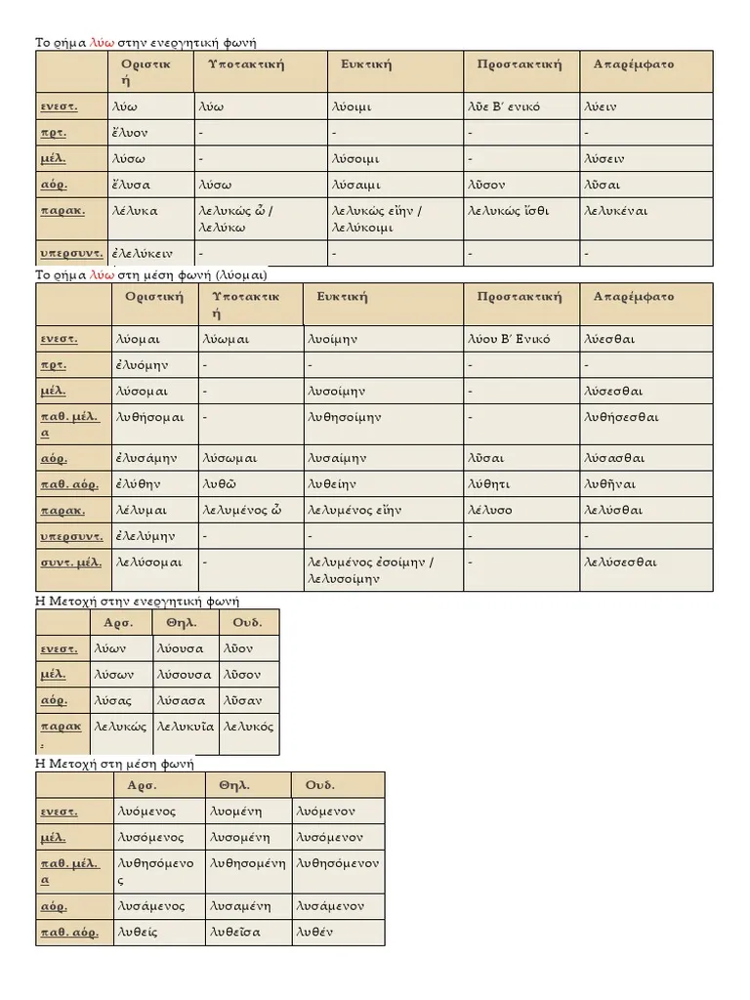 Το ρήμα λύω στην ενεργητική φωνή
Οριστικ Υποτακτική Ευκτική Προστακτική Απαρέμφατο
ή
ενεστ. λύω λύω λύοιμι λῦε Β΄ ενικό λύειν
πρτ. ἔλυον - - - -
μέλ. λύσω - λύσοιμι - λύσειν
αόρ. ἔλυσα λύσω λύσαιμι λῦσον λῦσαι
παρακ. λέλυκα λελυκώς ὦ / λελυκώς εἴην / λελυκώς ἴσθι λελυκέναι
λελύκω λελύκοιμι
υπερσυντ. ἐλελύκειν - - - -
Το ρήμα λύω στη μέση φωνή (λύομαι)
Οριστική Υποτακτικ Ευκτική Προστακτική Απαρέμφατο
ή
ενεστ. λύομαι λύωμαι λυοίμην λύου Β΄ Ενικό λύεσθαι
πρτ. ἐλυόμην - - - -
μέλ. λύσομαι - λυσοίμην - λύσεσθαι
παθ. μέλ. λυθήσομαι - λυθησοίμην - λυθήσεσθαι
α
αόρ. ἐλυσάμην λύσωμαι λυσαίμην λῦσαι λύσασθαι
παθ. αόρ. ἐλύθην λυθῶ λυθείην λύθητι λυθῆναι
παρακ. λέλυμαι λελυμένος ὦ λελυμένος εἴην λέλυσο λελύσθαι
υπερσυντ. ἐλελύμην - - - -
συντ. μέλ. λελύσομαι - λελυμένος ἐσοίμην / - λελύσεσθαι
λελυσοίμην
Η Μετοχή στην ενεργητική φωνή
Αρσ. Θηλ. Ουδ.
ενεστ. λύων λύουσα λῦον
μέλ. λύσων λύσουσα λῦσον
αόρ. λύσας λύσασα λῦσαν
παρακ λελυκώς λελυκυῖα λελυκός
.
Η Μετοχή στη μέση φωνή
Αρσ. Θηλ. Ουδ.
ενεστ. λυόμενος λυομένη λυόμενον
μέλ. λυσόμενος λυσομένη λυσόμενον
παθ. μέλ. λυθησόμενο λυθησομένη λυθησόμενον
α ς
αόρ. λυσάμενος λυσαμένη λυσάμενον
παθ. αόρ. λυθείς λυθεῖσα λυθέν